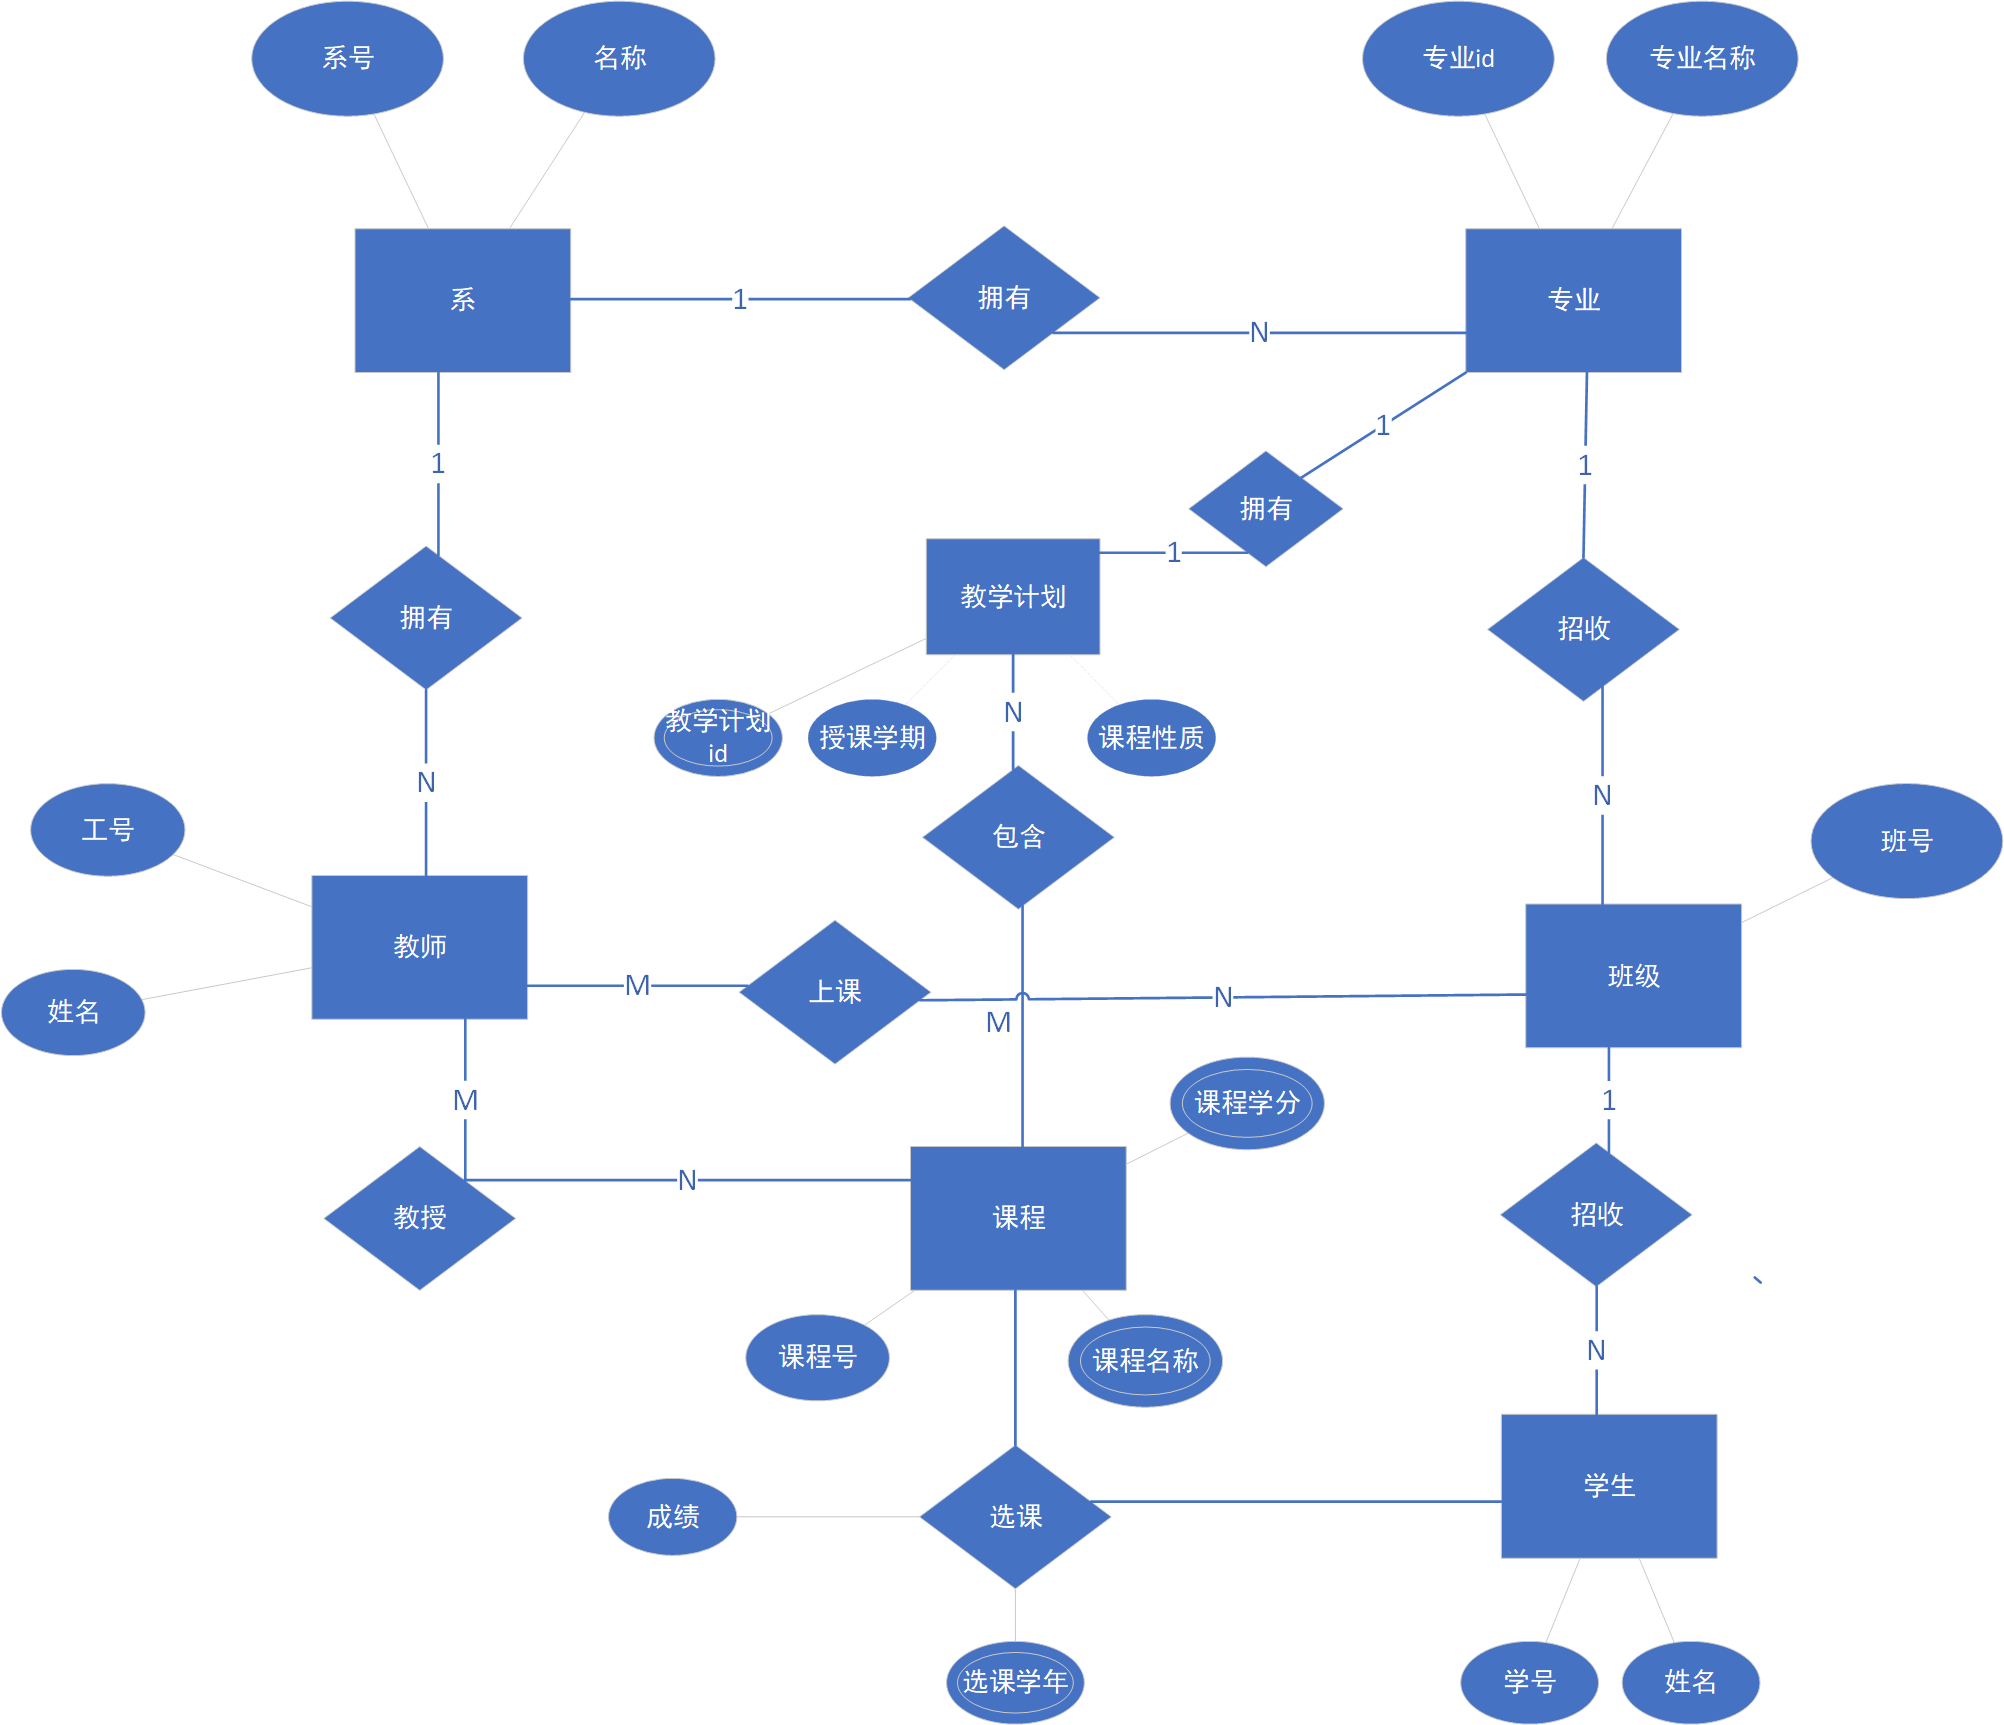 系号
名称
专业id
专业名称
系
1
拥有
N
专业
1
1
1
拥有
1
教学计划
拥有
招收
教学计划
id
授课学期
N
课程性质
N
N
工号
包含
班号
教师
M
上课
M
N
班级
姓名
M
课程学分
1
N
教授
课程
招收
课程号
课程名称
N
、
成绩
选课
学生
选课学年
学号
姓名